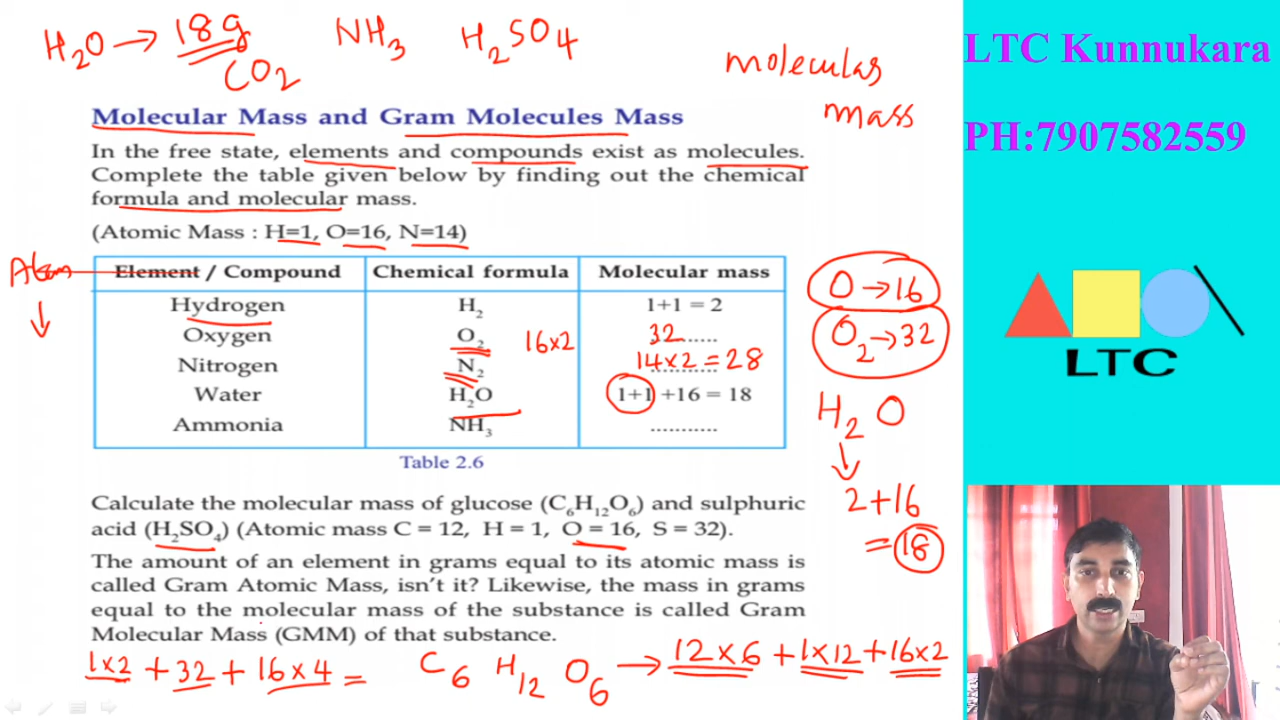 H₂O → 18g
CO₂
NH₃
H₂SO₄
molecular
mass
LTC Kunnukara
PH:7907582559
Molecular Mass and Gram Molecules Mass
In the free state, elements and compounds exist as molecules.
Complete the table given below by finding out the chemical
formula and molecular mass.
(Atomic Mass : H=1, O=16, N=14)
Atom
Element / Compound Chemical formula Molecular mass
Hydrogen H₂ 1+1 = 2
Oxygen O₂ 16×2 32......
Nitrogen N₂ 14×2 = 28
Water H₂O 1+1 +16 = 18
Ammonia NH₃ ...........
Table 2.6
O → 16
O₂ → 32
H₂O
↓
2+16
= 18
LTC
Calculate the molecular mass of glucose (C₆H₁₂O₆) and sulphuric
acid (H₂SO₄) (Atomic mass C = 12, H = 1, O = 16, S = 32).
The amount of an element in grams equal to its atomic mass is
called Gram Atomic Mass, isn't it? Likewise, the mass in grams
equal to the molecular mass of the substance is called Gram
Molecular Mass (GMM) of that substance.
1×2 + 32 + 16×4 =
C₆ H₁₂ O₆ → 12×6 + 1×12 + 16×2